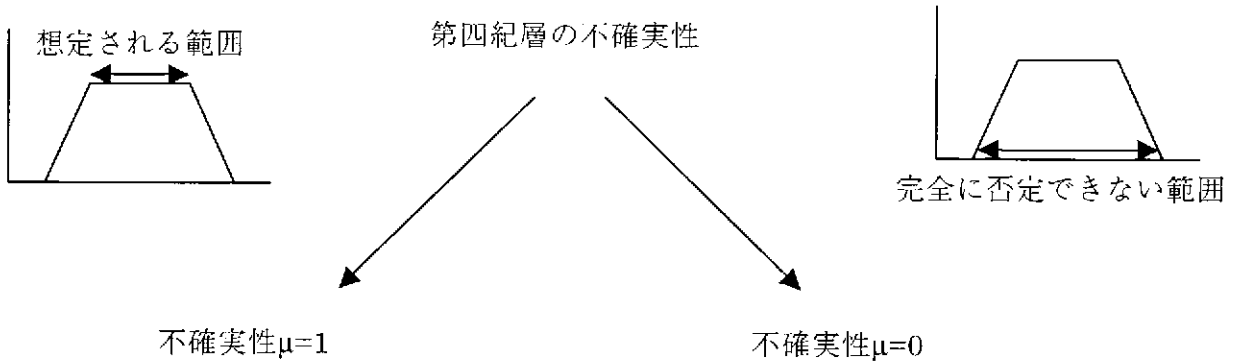 想定される範囲
第四紀層の不確実性
完全に否定できない範囲
不確実性μ=1
不確実性μ=0